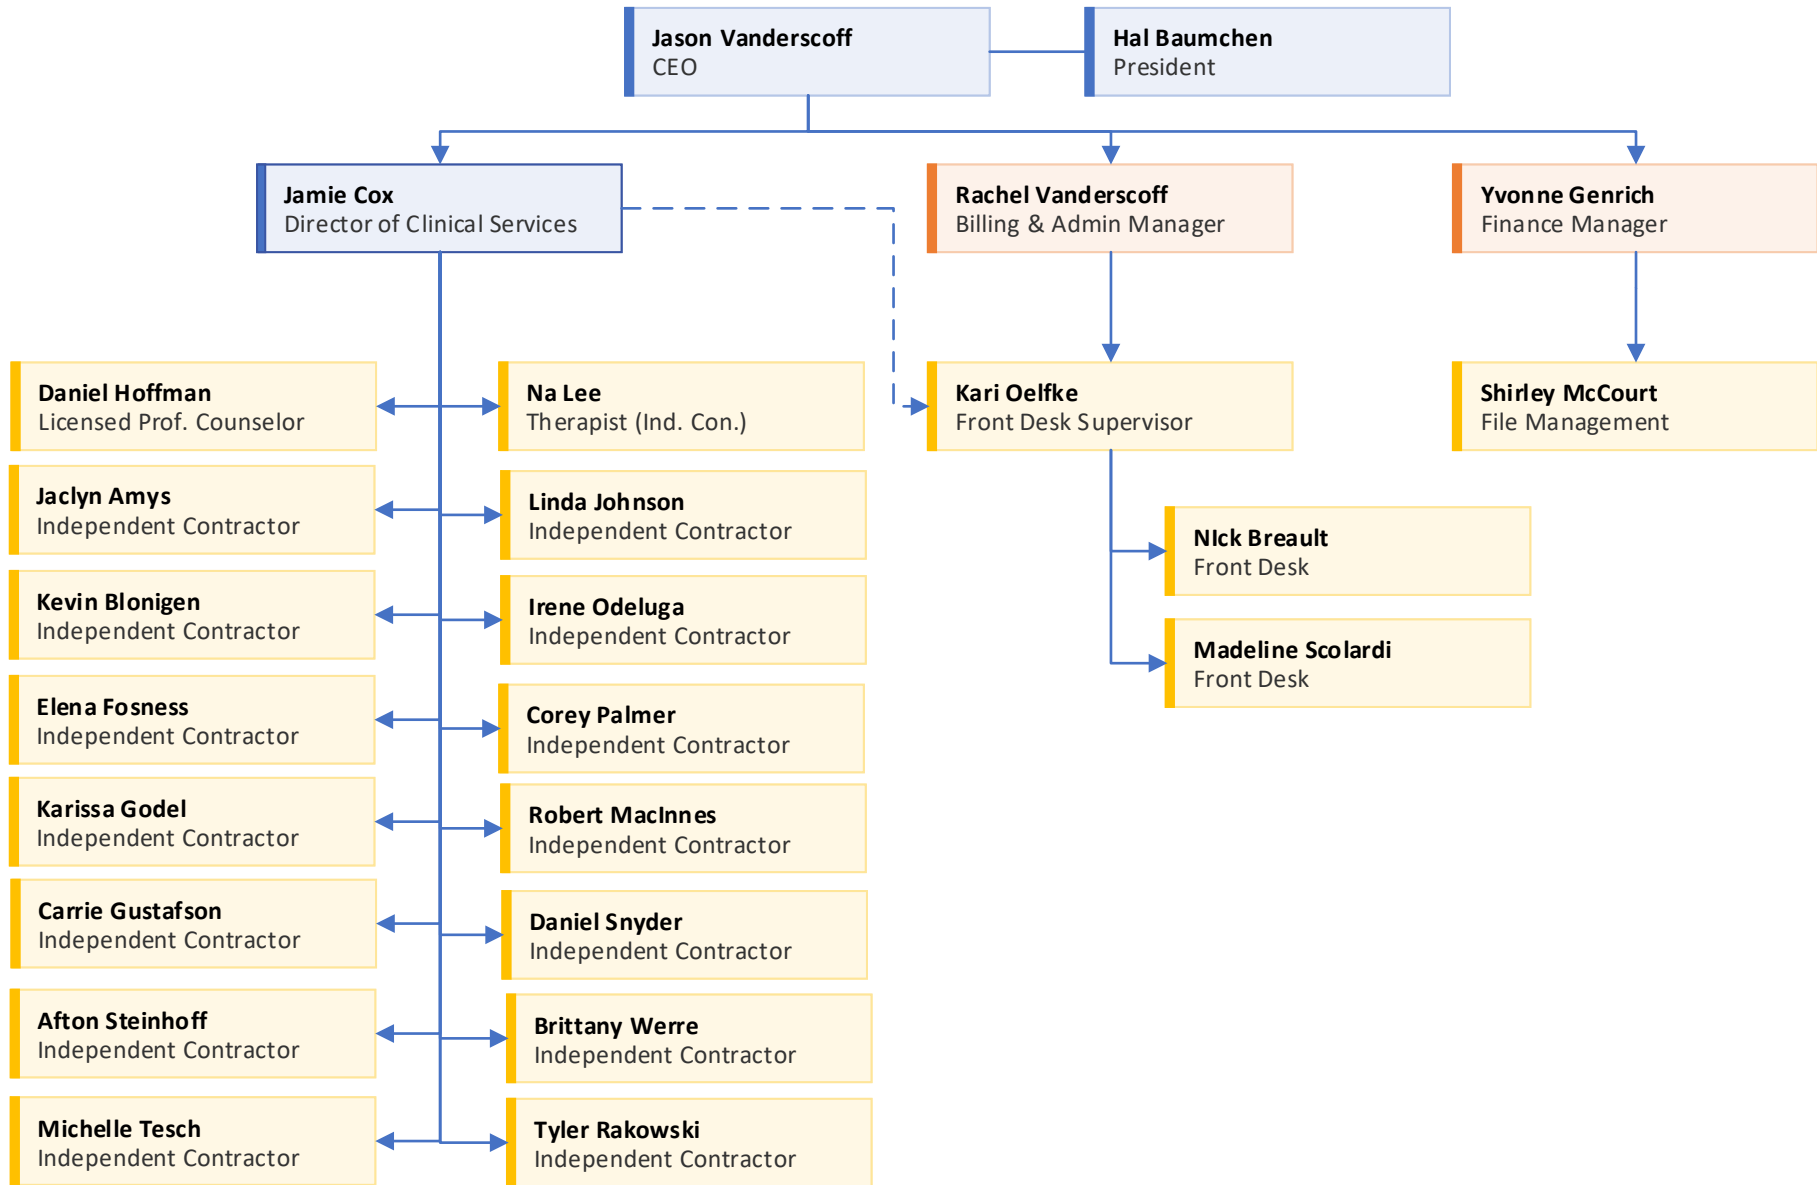 Jason Vanderscoff
CEO
Hal Baumchen
President
Jamie Cox
Director of Clinical Services
Rachel Vanderscoff
Billing & Admin Manager
Yvonne Genrich
Finance Manager
Daniel Hoffman
Licensed Prof. Counselor
Na Lee
Therapist (Ind. Con.)
Kari Oelfke
Front Desk Supervisor
Shirley McCourt
File Management
Jaclyn Amys
Independent Contractor
Linda Johnson
Independent Contractor
NIck Breault
Front Desk
Kevin Blonigen
Independent Contractor
Irene Odeluga
Independent Contractor
Madeline Scolardi
Front Desk
Elena Fosness
Independent Contractor
Corey Palmer
Independent Contractor
Karissa Godel
Independent Contractor
Robert MacInnes
Independent Contractor
Carrie Gustafson
Independent Contractor
Daniel Snyder
Independent Contractor
Afton Steinhoff
Independent Contractor
Brittany Werre
Independent Contractor
Michelle Tesch
Independent Contractor
Tyler Rakowski
Independent Contractor